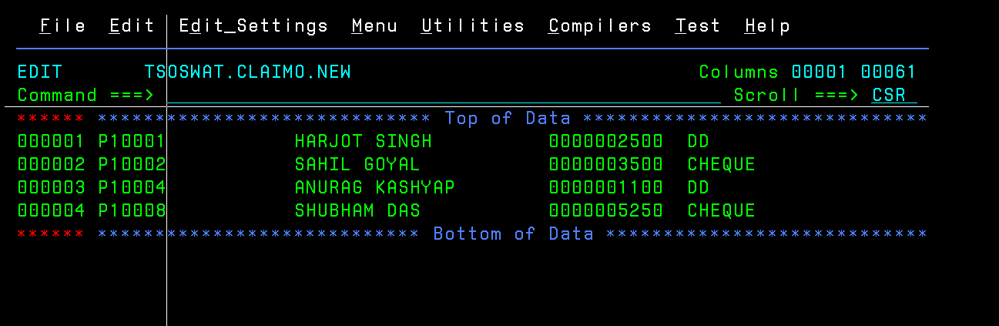 File Edit Edit_Settings Menu Utilities Compilers Test Help
EDIT TSOSWAT.CLAIMO.NEW Columns 00001 00061
Command ===> Scroll ===> CSR
****** ***************************** Top of Data ******************************
000001 P10001 HARJOT SINGH 0000002500 DD
000002 P10002 SAHIL GOYAL 0000003500 CHEQUE
000003 P10004 ANURAG KASHYAP 0000001100 DD
000004 P10008 SHUBHAM DAS 0000005250 CHEQUE
****** **************************** Bottom of Data ****************************